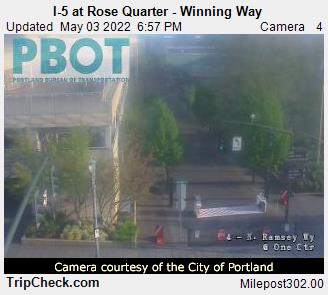 I-5 at Rose Quarter - Winning Way
Updated May 03 2022 6:57 PM Camera 4
PBOT
PORTLAND BUREAU OF TRANSPORTATION
4 - N. Ramsey Wy
@ One Ctr
Camera courtesy of the City of Portland
TripCheck.com Milepost302.00